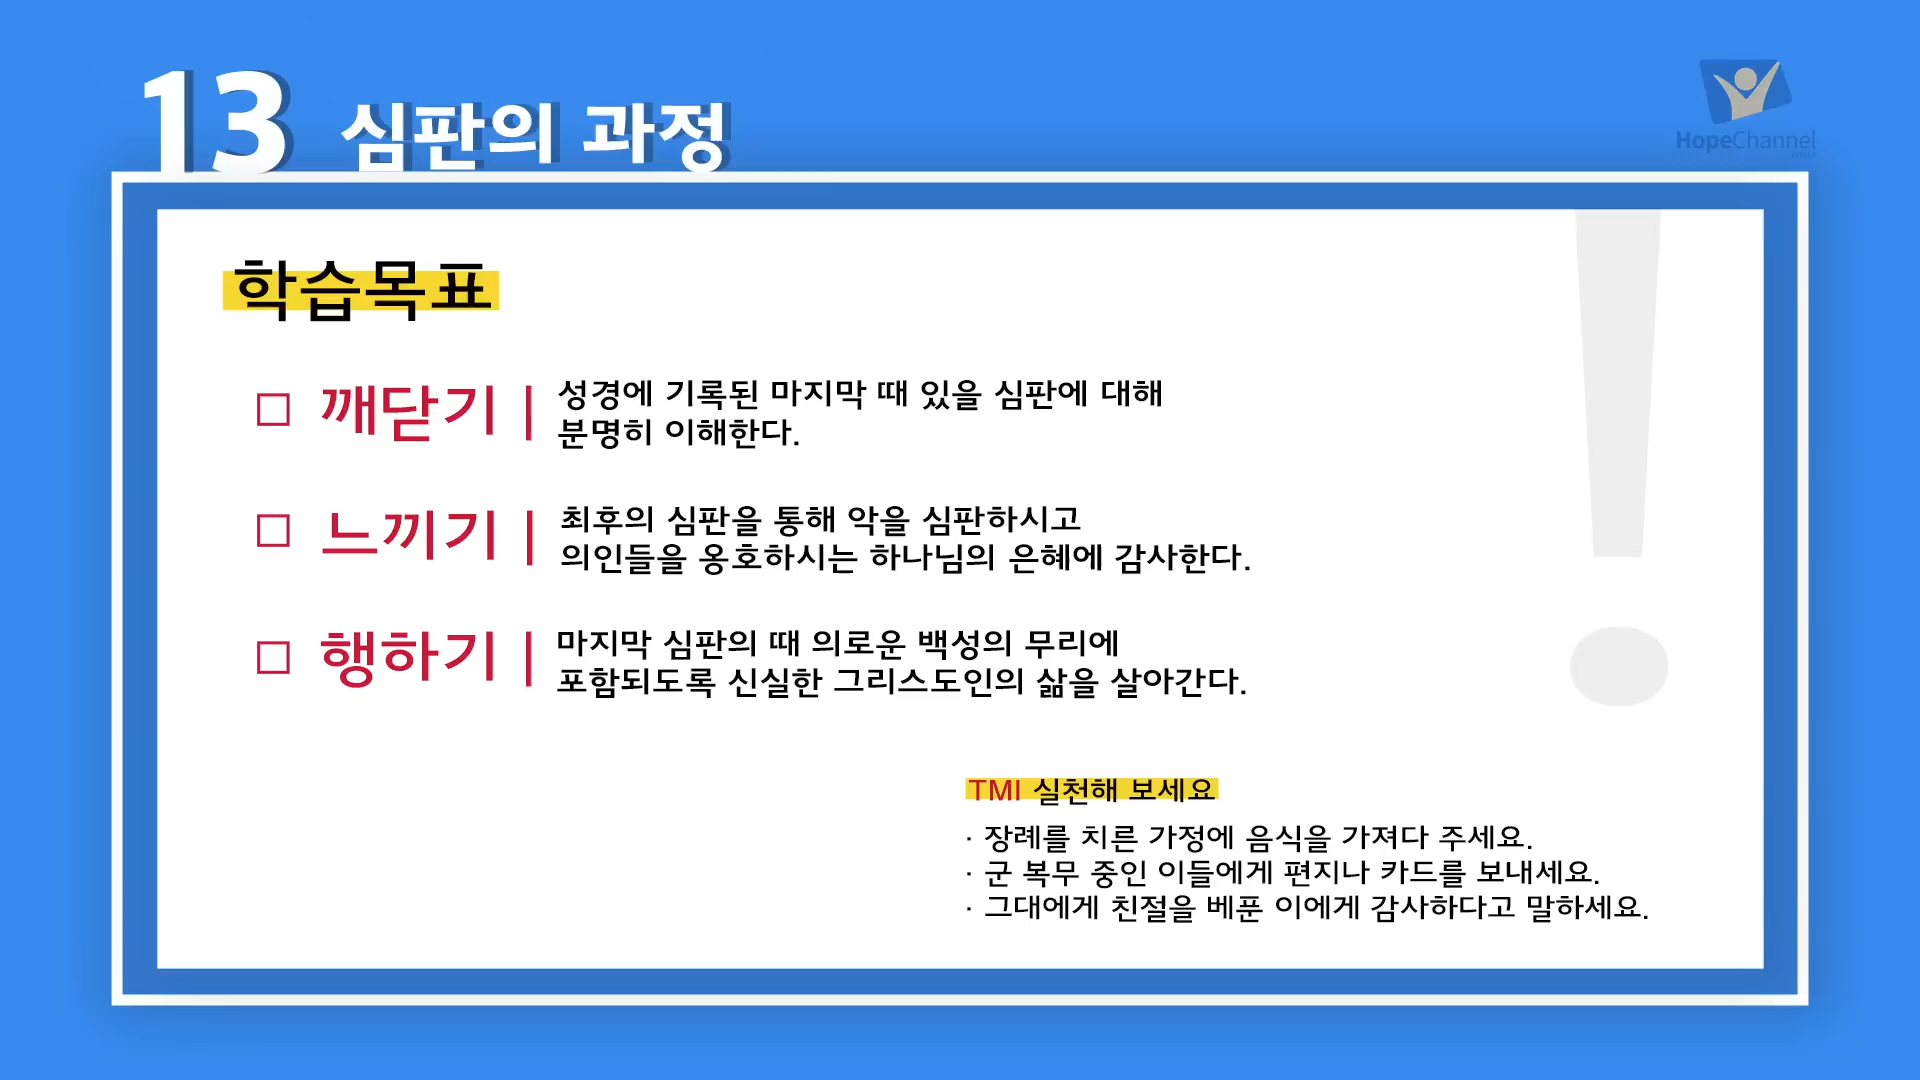 13 심판의 과정
HopeChannel
학습목표
□ 깨닫기 | 성경에 기록된 마지막 때 있을 심판에 대해
분명히 이해한다.
□ 느끼기 | 최후의 심판을 통해 악을 심판하시고
의인들을 옹호하시는 하나님의 은혜에 감사한다.
□ 행하기 | 마지막 심판의 때 의로운 백성의 무리에
포함되도록 신실한 그리스도인의 삶을 살아간다.
TMI 실천해 보세요
· 장례를 치른 가정에 음식을 가져다 주세요.
· 군 복무 중인 이들에게 편지나 카드를 보내세요.
· 그대에게 친절을 베푼 이에게 감사하다고 말하세요.